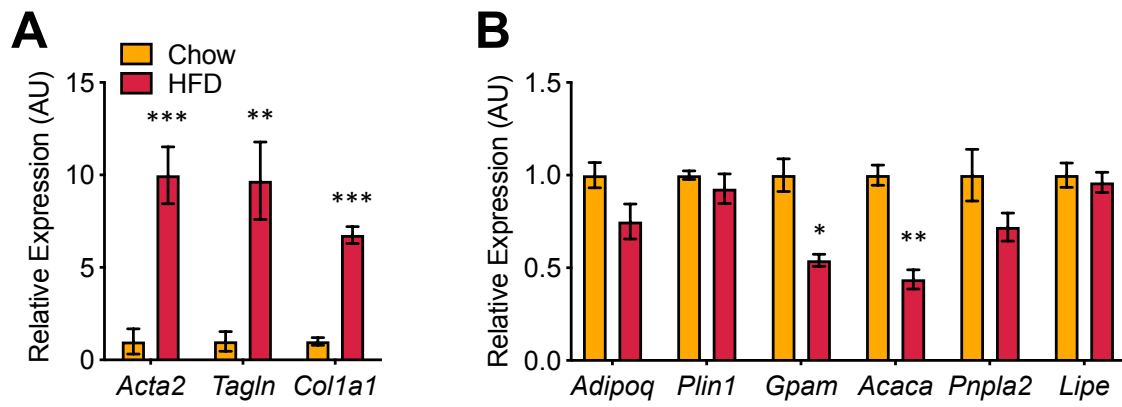 A
Chow
HFD
Relative Expression (AU)
15
10
5
0
***
**
***
Acta2 Tagln Col1a1
B
Relative Expression (AU)
1.5
1.0
0.5
0.0
*
**
Adipoq Plin1 Gpam Acaca Pnpla2 Lipe